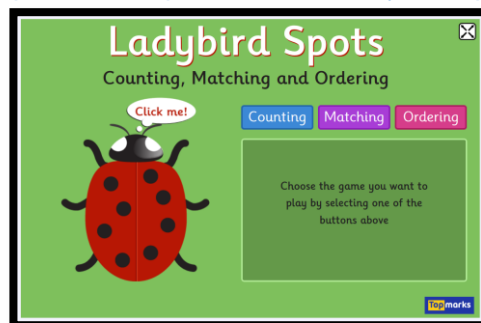 Ladybird Spots
Counting, Matching and Ordering
Click me!
Counting Matching Ordering
Choose the game you want to
play by selecting one of the
buttons above
Topmarks